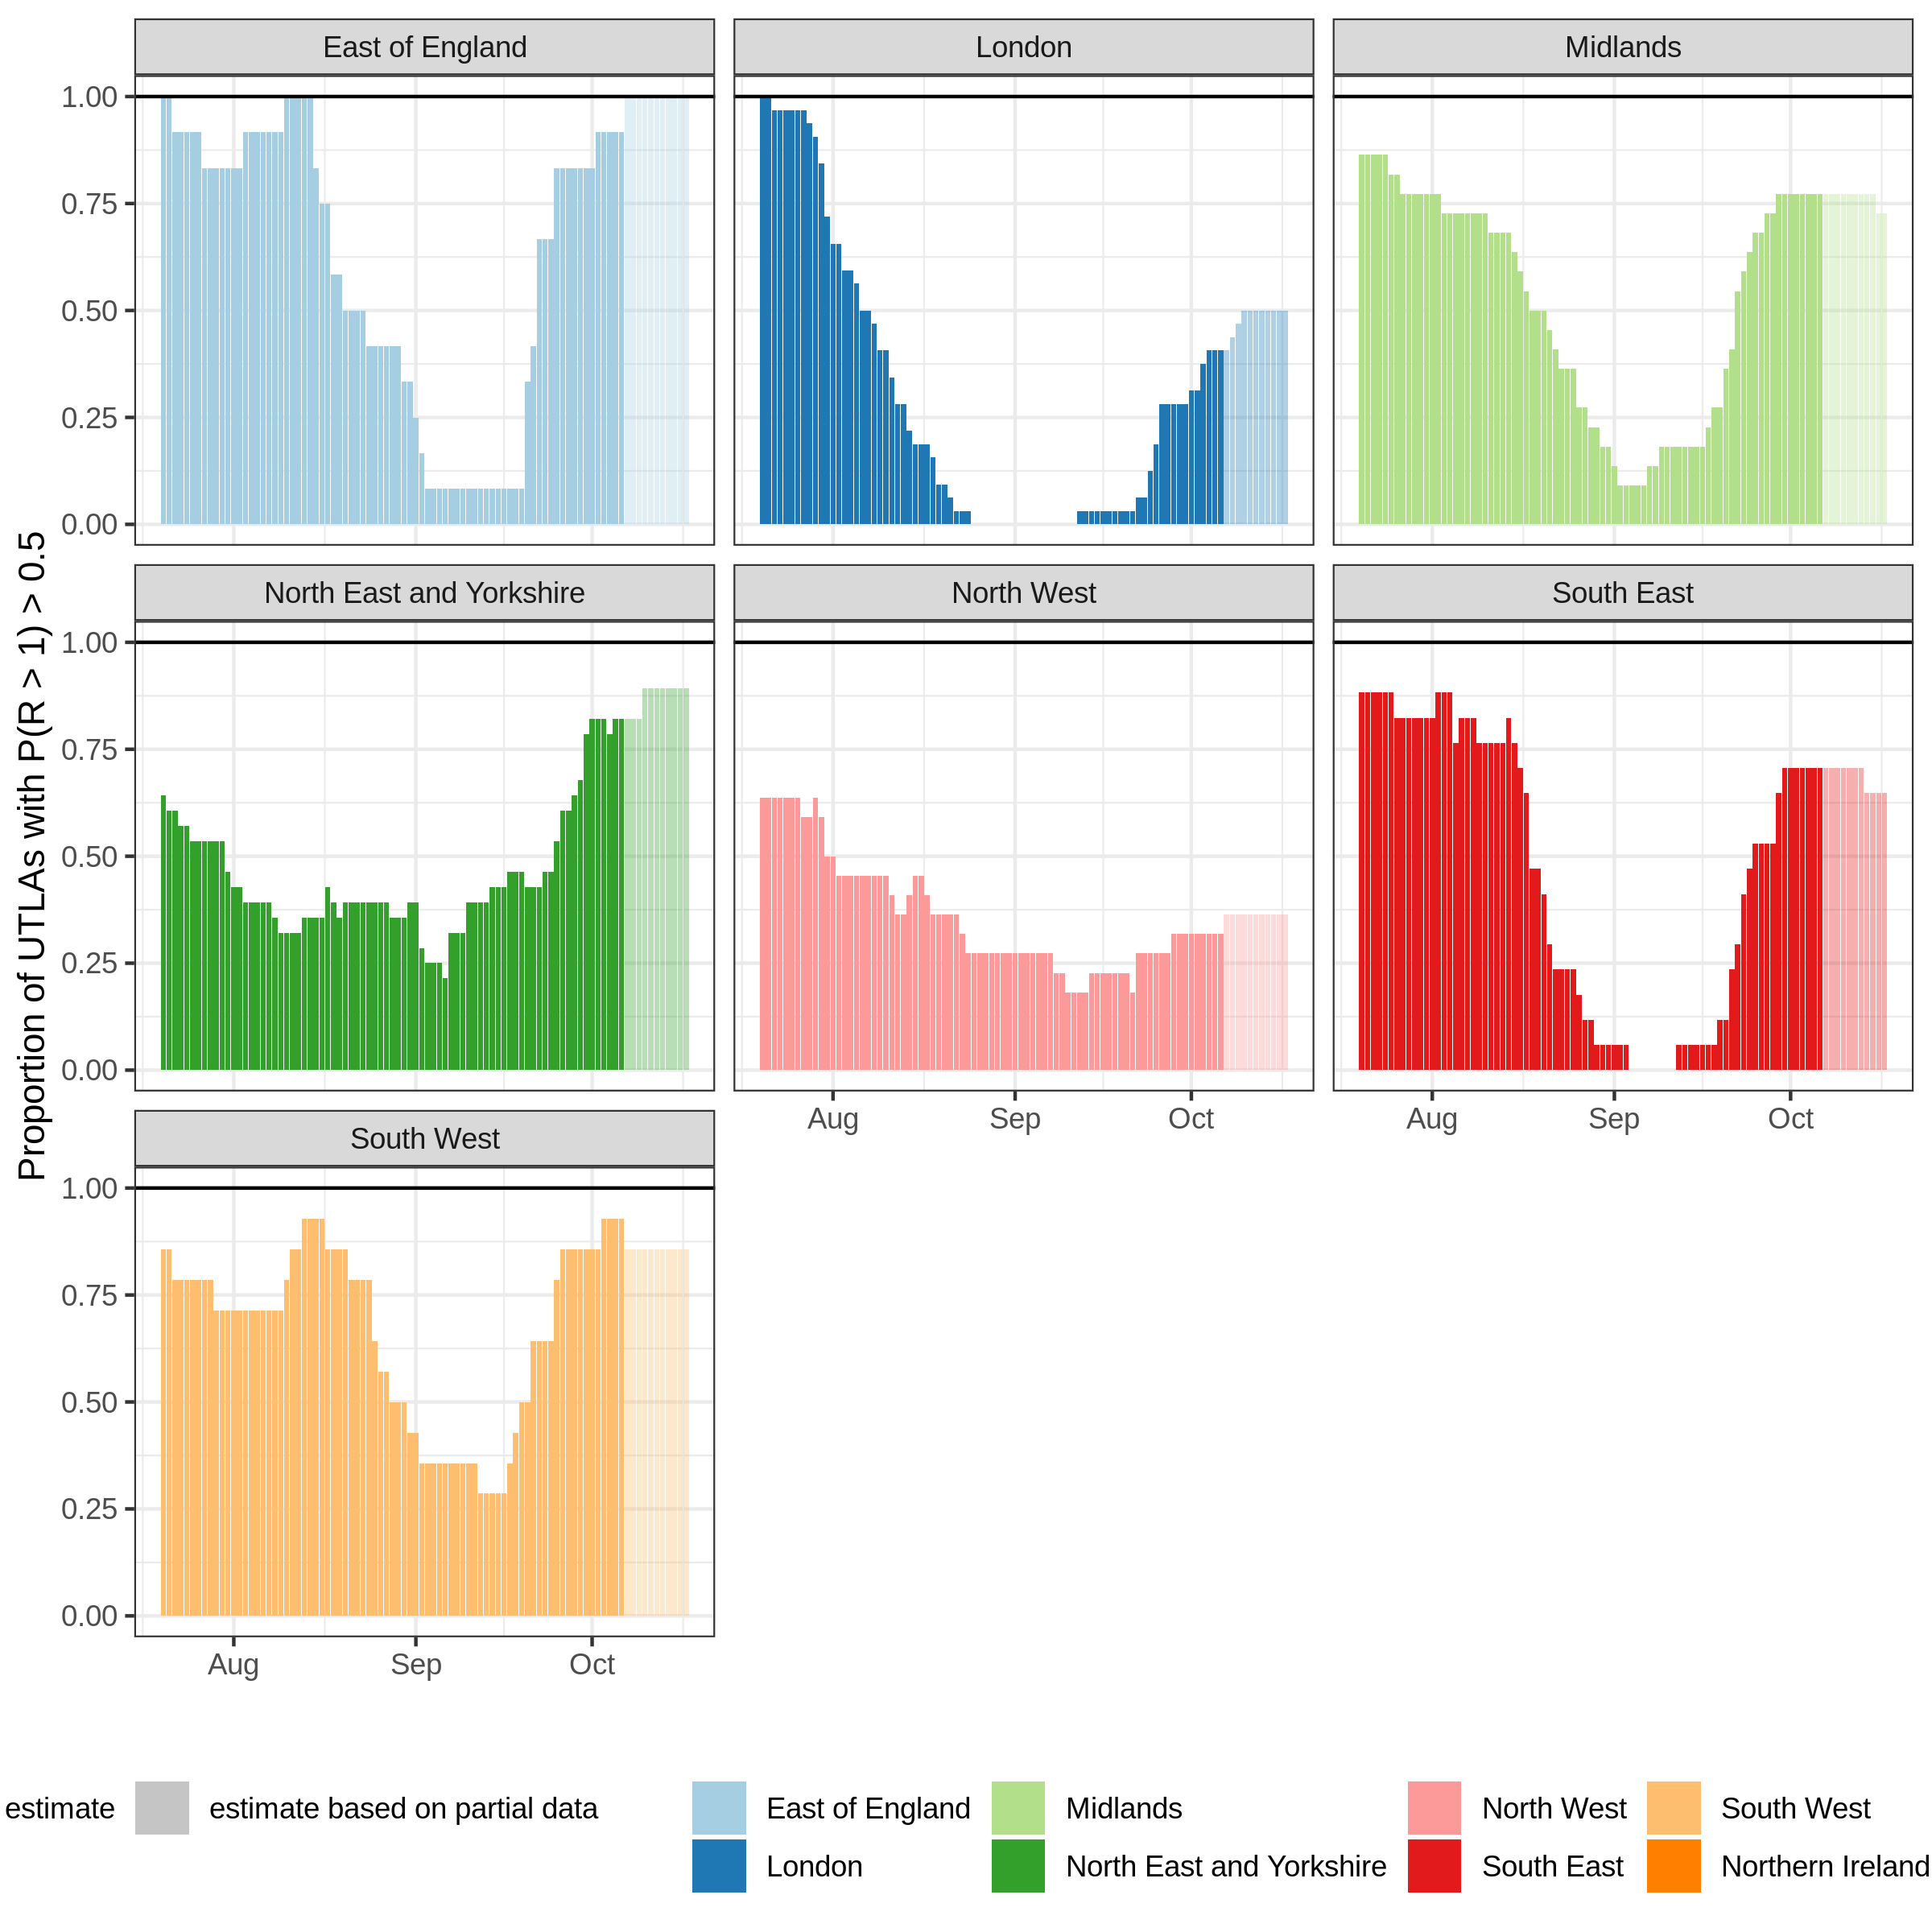 East of England
London
Midlands
1.00
0.75
0.50
0.25
0.00
North East and Yorkshire
North West
South East
1.00
0.75
0.50
0.25
0.00
Aug Sep Oct
Aug Sep Oct
South West
1.00
0.75
0.50
0.25
0.00
Aug Sep Oct
Proportion of UTLAs with P(R > 1) > 0.5
estimate
estimate based on partial data
East of England
London
Midlands
North East and Yorkshire
North West
South East
South West
Northern Ireland